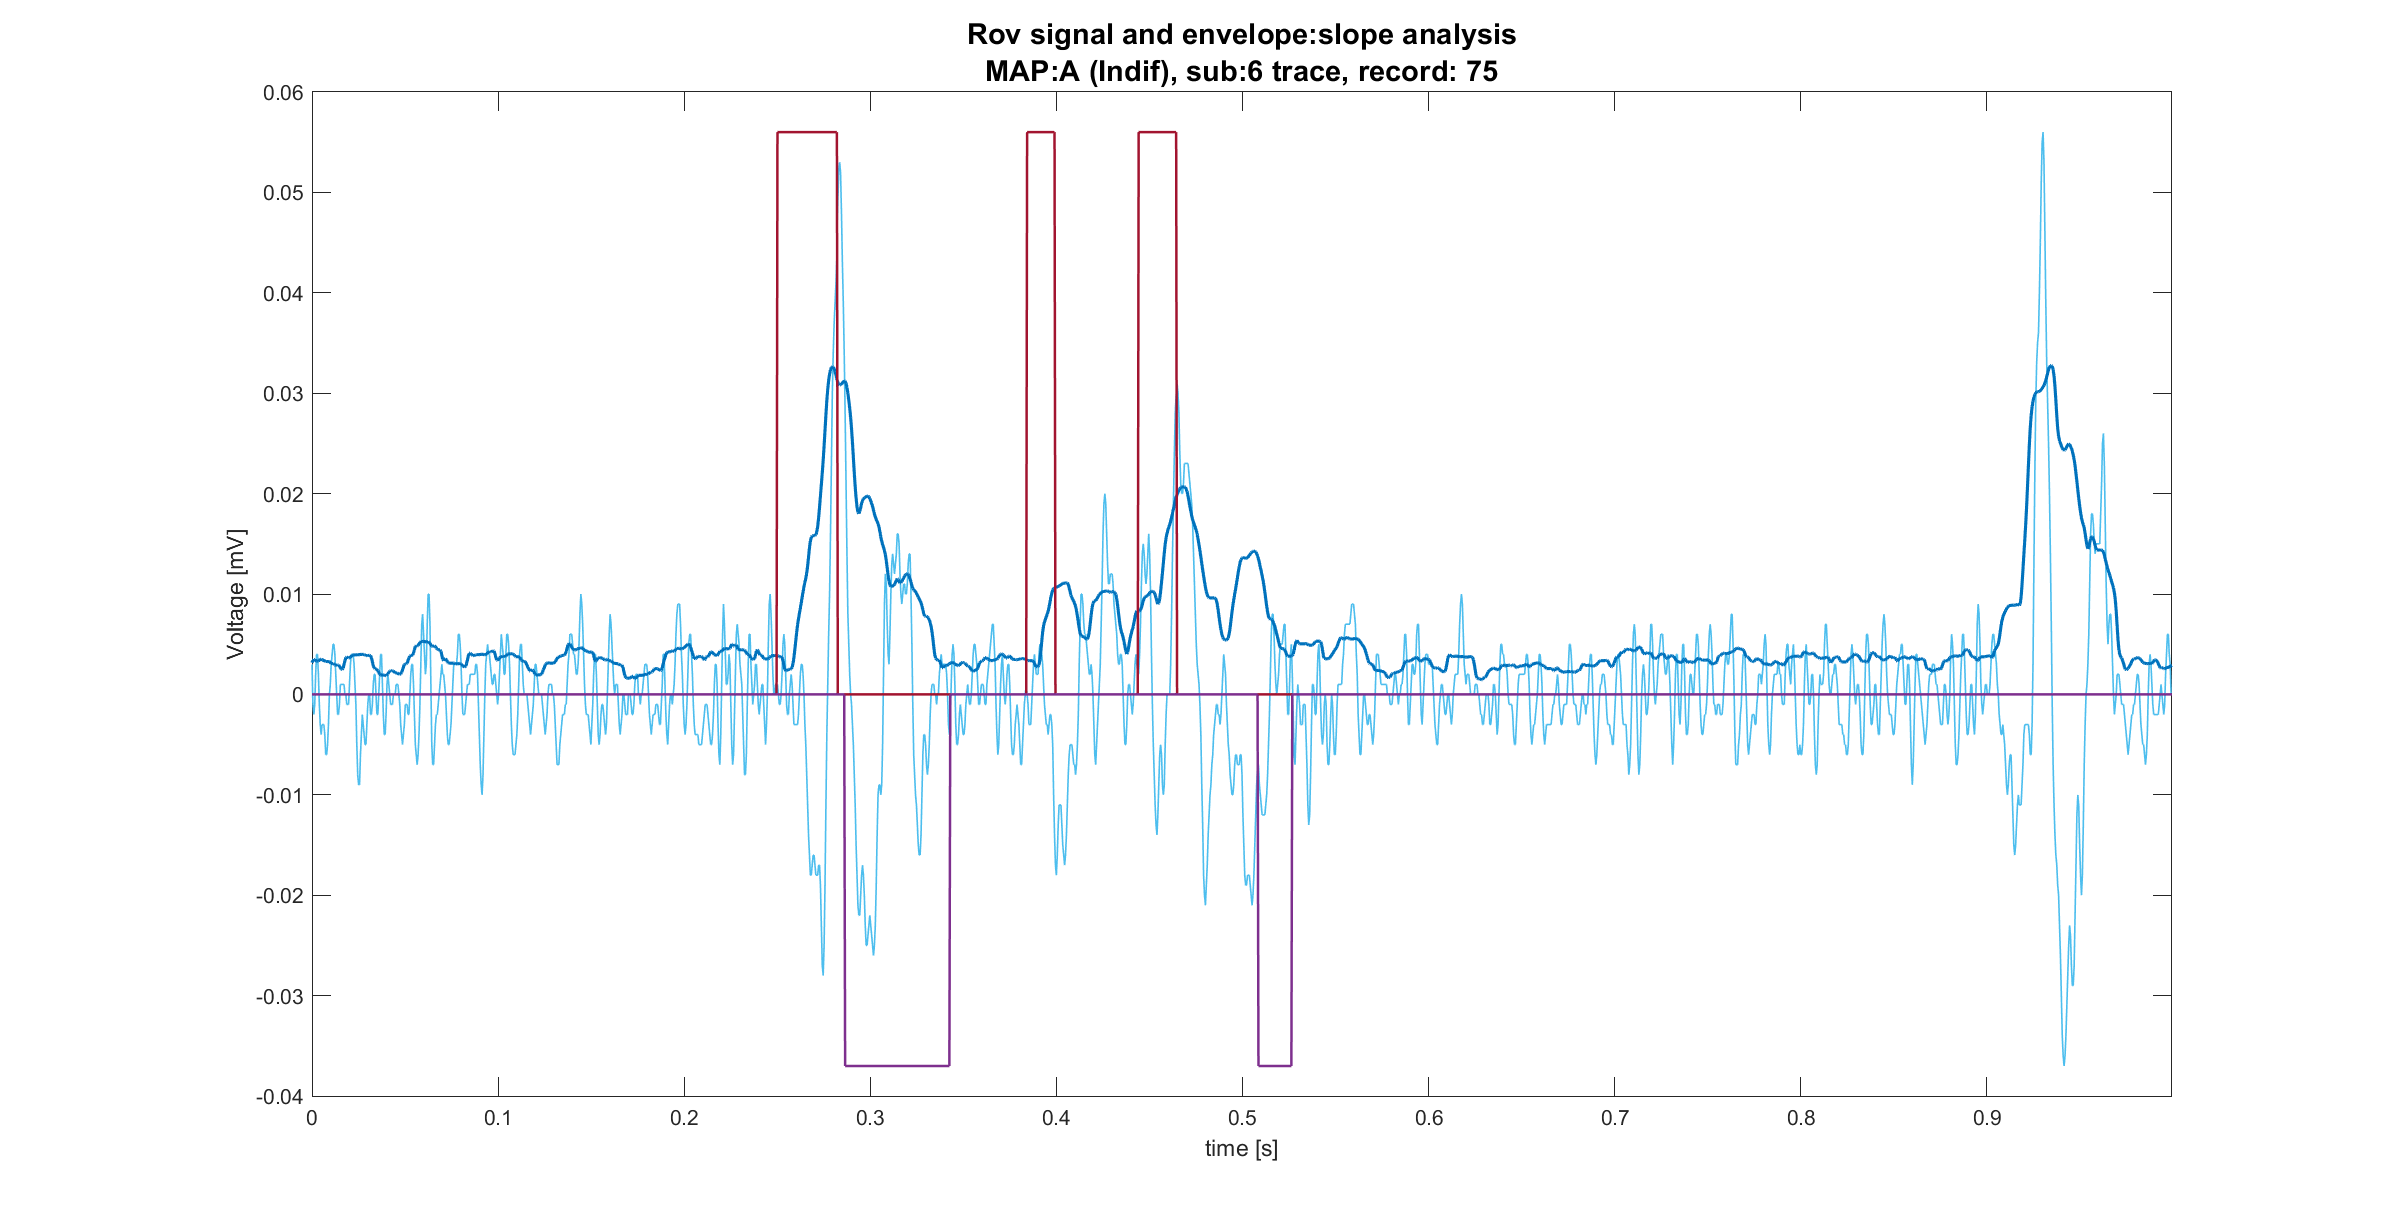 Rov signal and envelope:slope analysis
MAP:A (Indif), sub:6 trace, record: 75
0.06
0.05
0.04
0.03
0.02
0.01
0
-0.01
-0.02
-0.03
-0.04
Voltage [mV]
0 0.1 0.2 0.3 0.4 0.5 0.6 0.7 0.8 0.9
time [s]